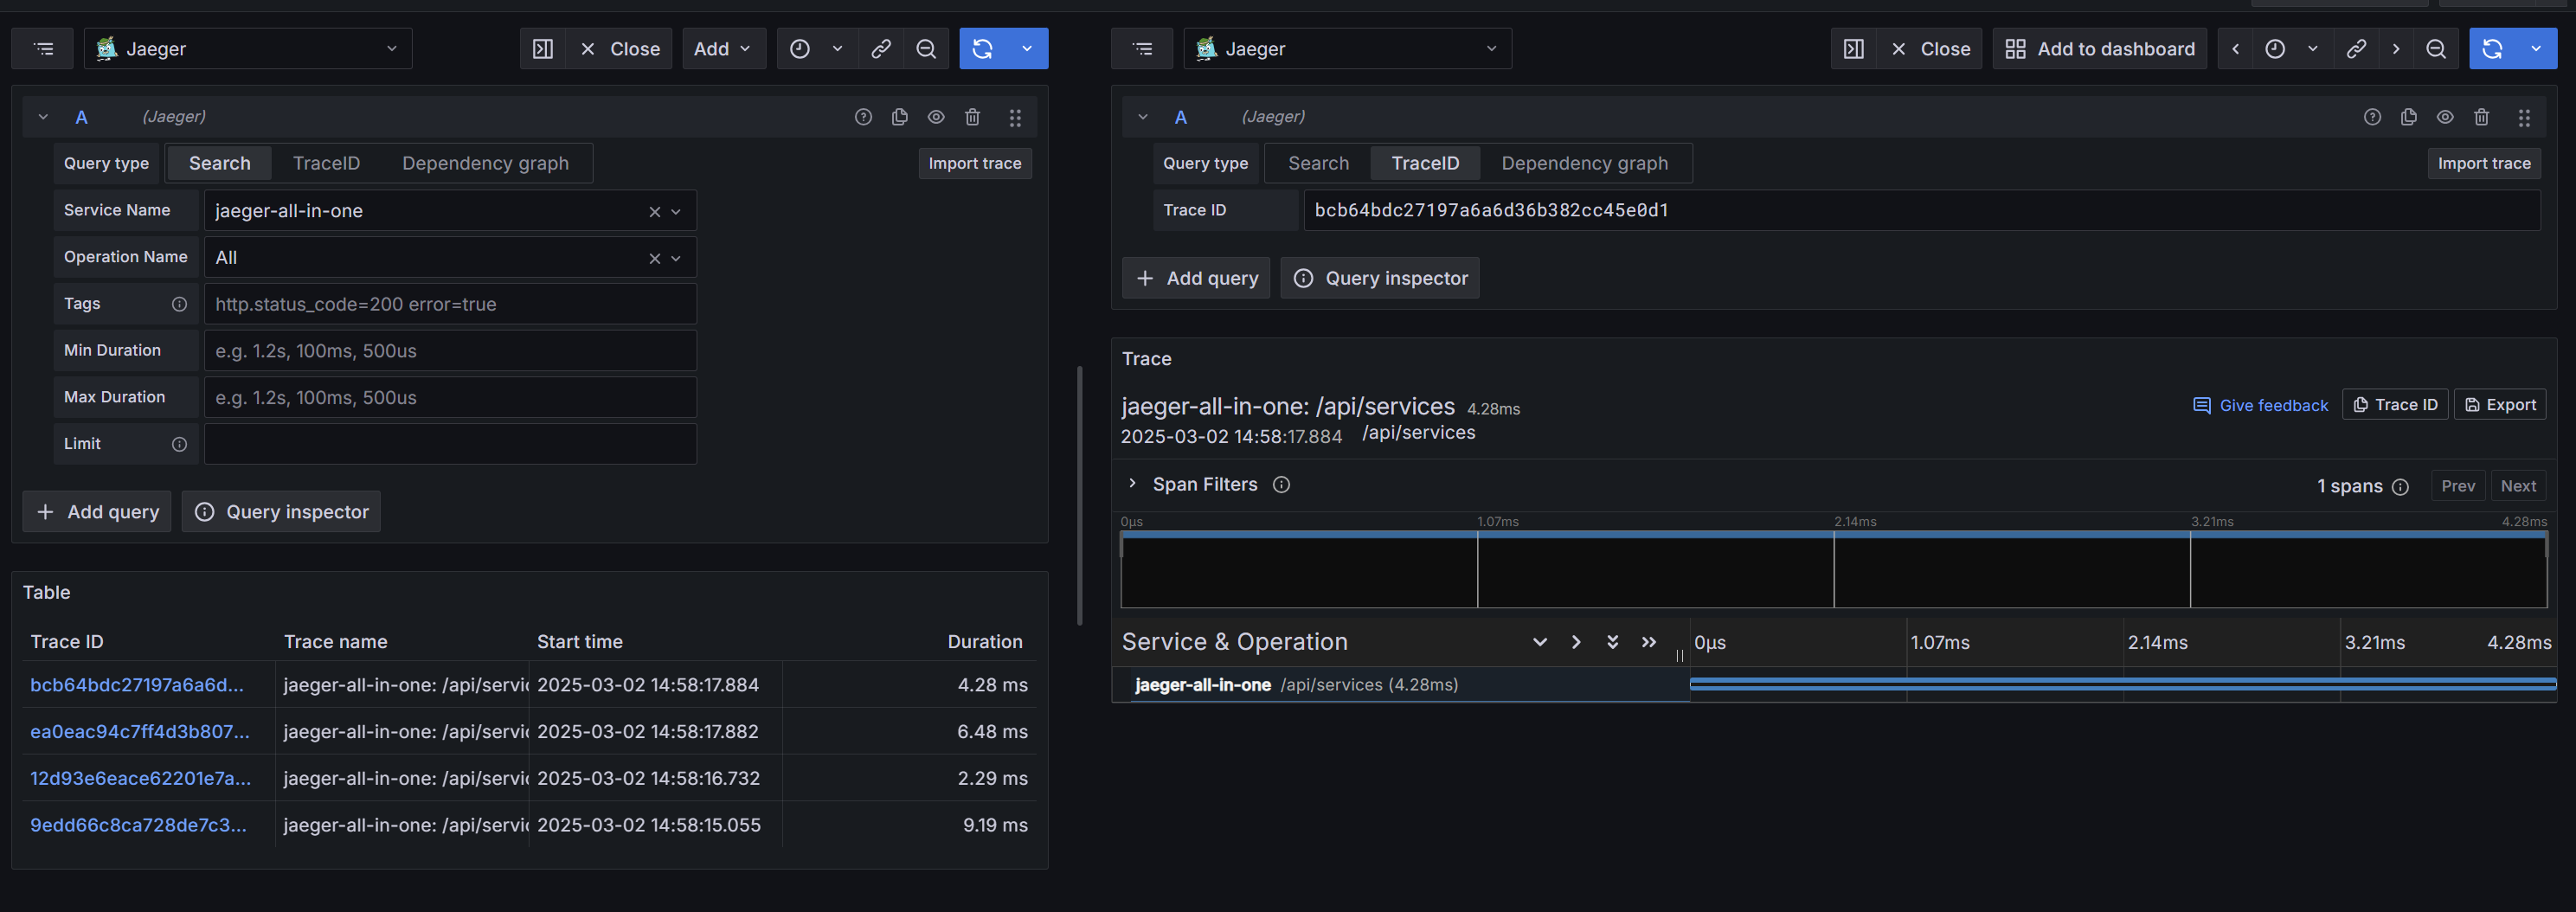 Jaeger
Close
Add
A
(Jaeger)
Query type
Search
TraceID
Dependency graph
Import trace
Service Name
jaeger-all-in-one
Operation Name
All
Tags
http.status_code=200 error=true
Min Duration
e.g. 1.2s, 100ms, 500us
Max Duration
e.g. 1.2s, 100ms, 500us
Limit
Add query
Query inspector
Table
Trace ID Trace name Start time Duration
bcb64bdc27197a6a6d... jaeger-all-in-one: /api/servic 2025-03-02 14:58:17.884 4.28 ms
ea0eac94c7ff4d3b807... jaeger-all-in-one: /api/servic 2025-03-02 14:58:17.882 6.48 ms
12d93e6eace62201e7a... jaeger-all-in-one: /api/servic 2025-03-02 14:58:16.732 2.29 ms
9edd66c8ca728de7c3... jaeger-all-in-one: /api/servic 2025-03-02 14:58:15.055 9.19 ms
Jaeger
Close
Add to dashboard
A
(Jaeger)
Query type
Search
TraceID
Dependency graph
Import trace
Trace ID
bcb64bdc27197a6a6d36b382cc45e0d1
Add query
Query inspector
Trace
jaeger-all-in-one: /api/services 4.28ms
Give feedback
Trace ID
Export
2025-03-02 14:58:17.884 /api/services
Span Filters
1 spans
Prev
Next
0μs 1.07ms 2.14ms 3.21ms 4.28ms
Service & Operation
0μs 1.07ms 2.14ms 3.21ms 4.28ms
jaeger-all-in-one /api/services (4.28ms)